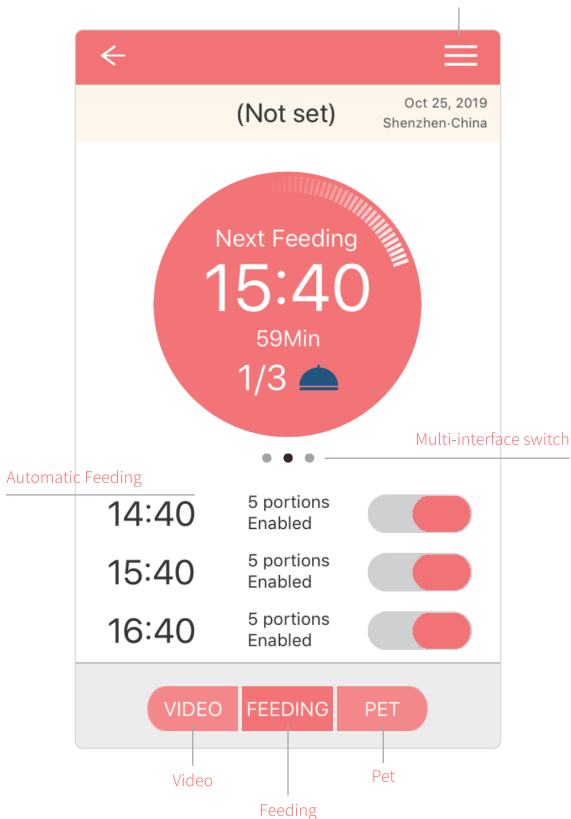 (Not set)
Oct 25, 2019
Shenzhen·China
Next Feeding
15:40
59Min
1/3
Multi-interface switch
Automatic Feeding
14:40
5 portions
Enabled
15:40
5 portions
Enabled
16:40
5 portions
Enabled
VIDEO
FEEDING
PET
Video
Pet
Feeding